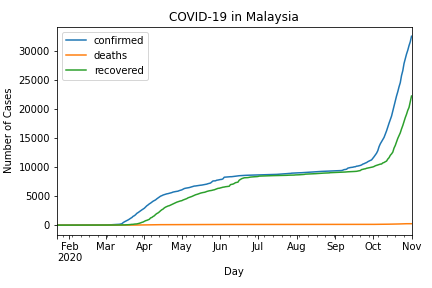 COVID-19 in Malaysia
confirmed
deaths
recovered
Number of Cases
30000
25000
20000
15000
10000
5000
0
Feb Mar Apr May Jun Jul Aug Sep Oct Nov
2020
Day